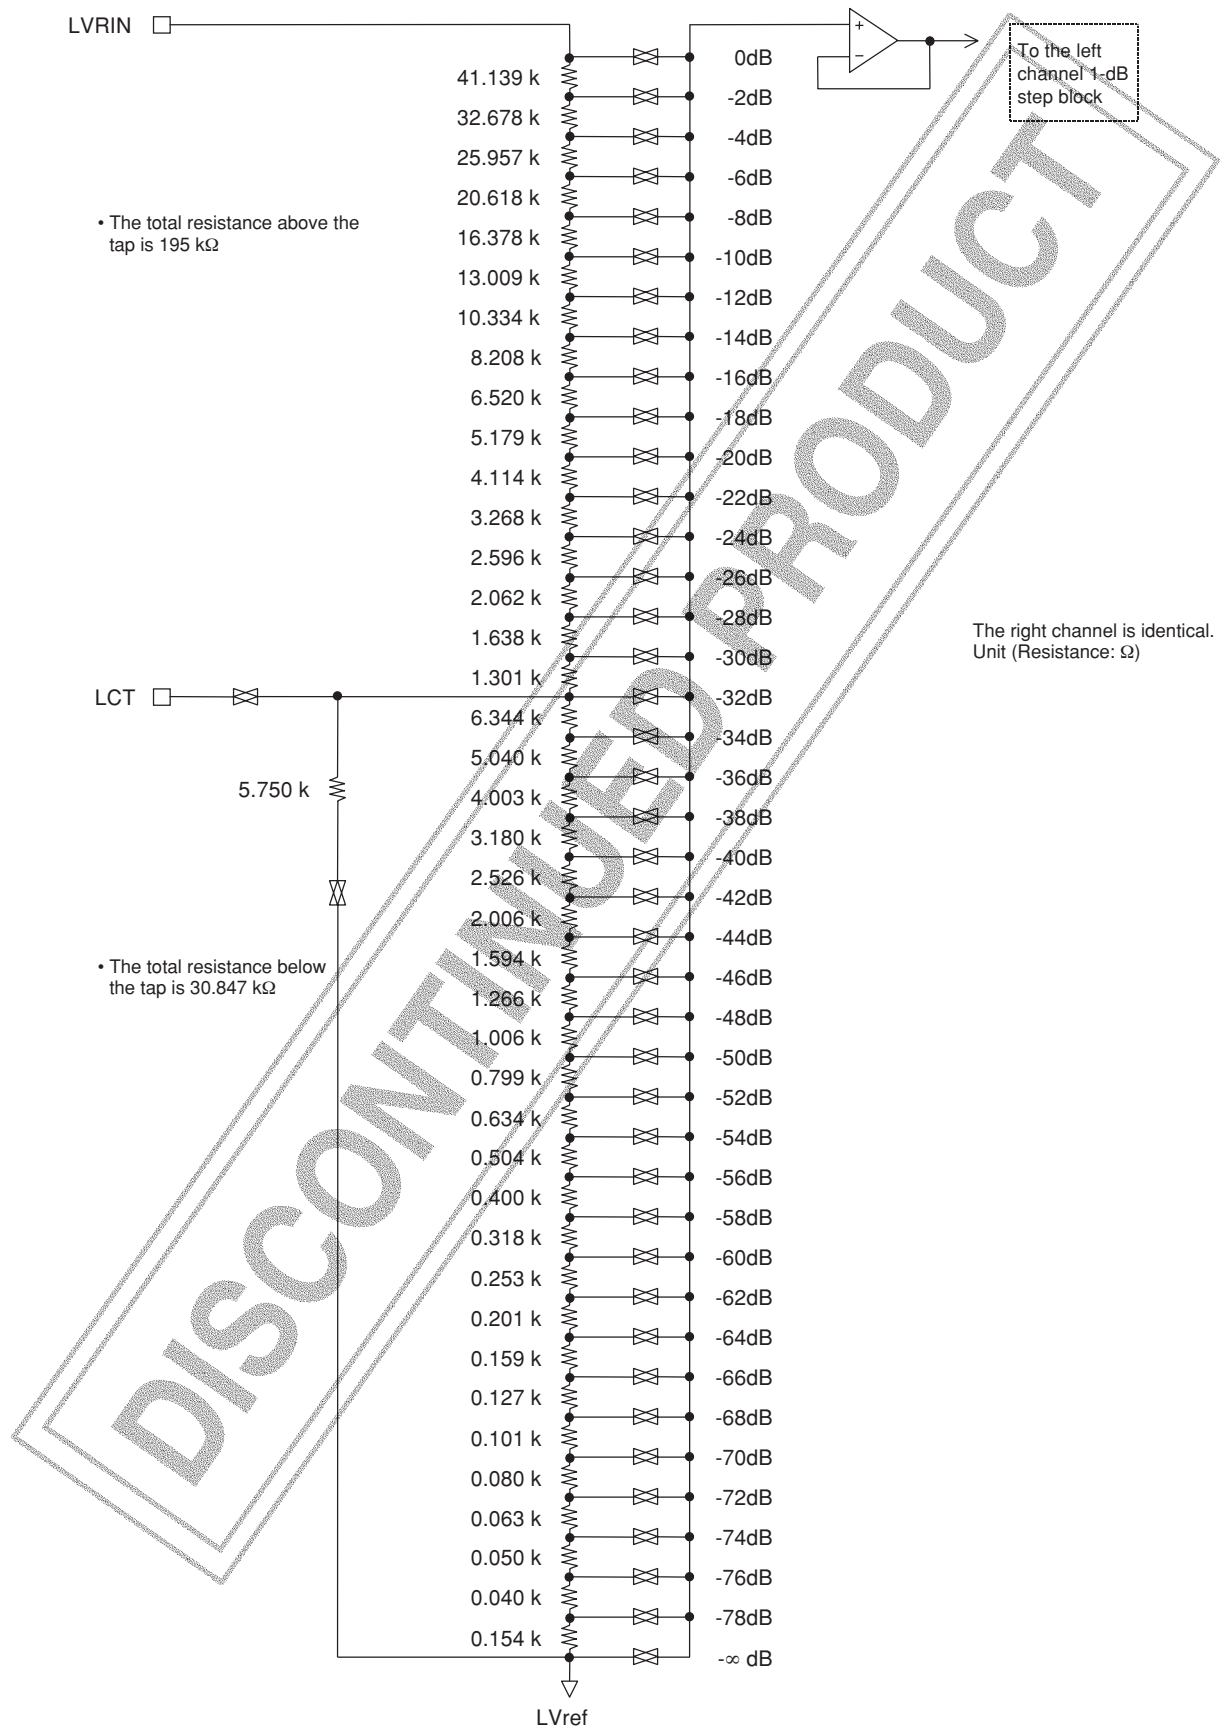 LVRIN
0dB
To the left
channel 1-dB
step block
41.139 k
-2dB
32.678 k
-4dB
25.957 k
-6dB
20.618 k
-8dB
• The total resistance above the
tap is 195 kΩ
16.378 k
-10dB
13.009 k
-12dB
10.334 k
-14dB
8.208 k
-16dB
6.520 k
-18dB
5.179 k
-20dB
4.114 k
-22dB
3.268 k
-24dB
2.596 k
-26dB
2.062 k
-28dB
The right channel is identical.
Unit (Resistance: Ω)
1.638 k
-30dB
1.301 k
LCT
-32dB
6.344 k
-34dB
5.040 k
-36dB
5.750 k
4.003 k
-38dB
3.180 k
-40dB
2.526 k
-42dB
2.006 k
-44dB
1.594 k
• The total resistance below
the tap is 30.847 kΩ
-46dB
1.266 k
-48dB
1.006 k
-50dB
0.799 k
-52dB
0.634 k
-54dB
0.504 k
-56dB
0.400 k
-58dB
0.318 k
-60dB
0.253 k
-62dB
0.201 k
-64dB
0.159 k
-66dB
0.127 k
-68dB
0.101 k
-70dB
0.080 k
-72dB
0.063 k
-74dB
0.050 k
-76dB
0.040 k
-78dB
0.154 k
-∞ dB
LVref
DISCONTINUED PRODUCT